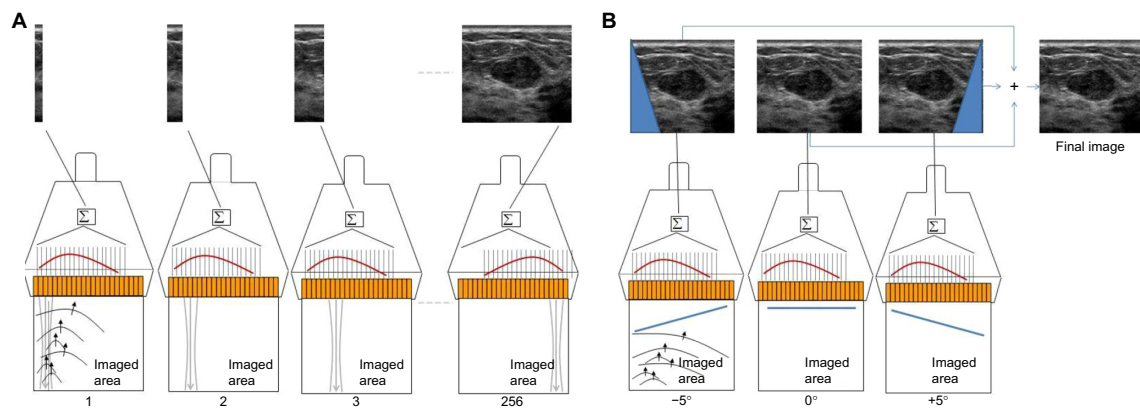 A
B
+
Final image
Σ Σ Σ Σ Σ Σ Σ
Imaged
area
Imaged
area
Imaged
area
Imaged
area
Imaged
area
Imaged
area
Imaged
area
1 2 3 256 −5° 0° +5°